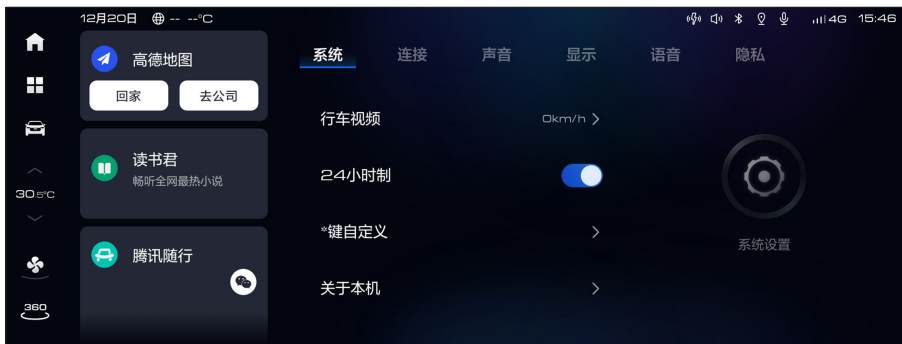 12月20日 -- --°C 4G 15:46
高德地图
回家 去公司
读书君
畅听全网最热小说
腾讯随行
30.5°C
360
系统 连接 声音 显示 语音 隐私
行车视频 0km/h
24小时制
*键自定义
关于本机
系统设置